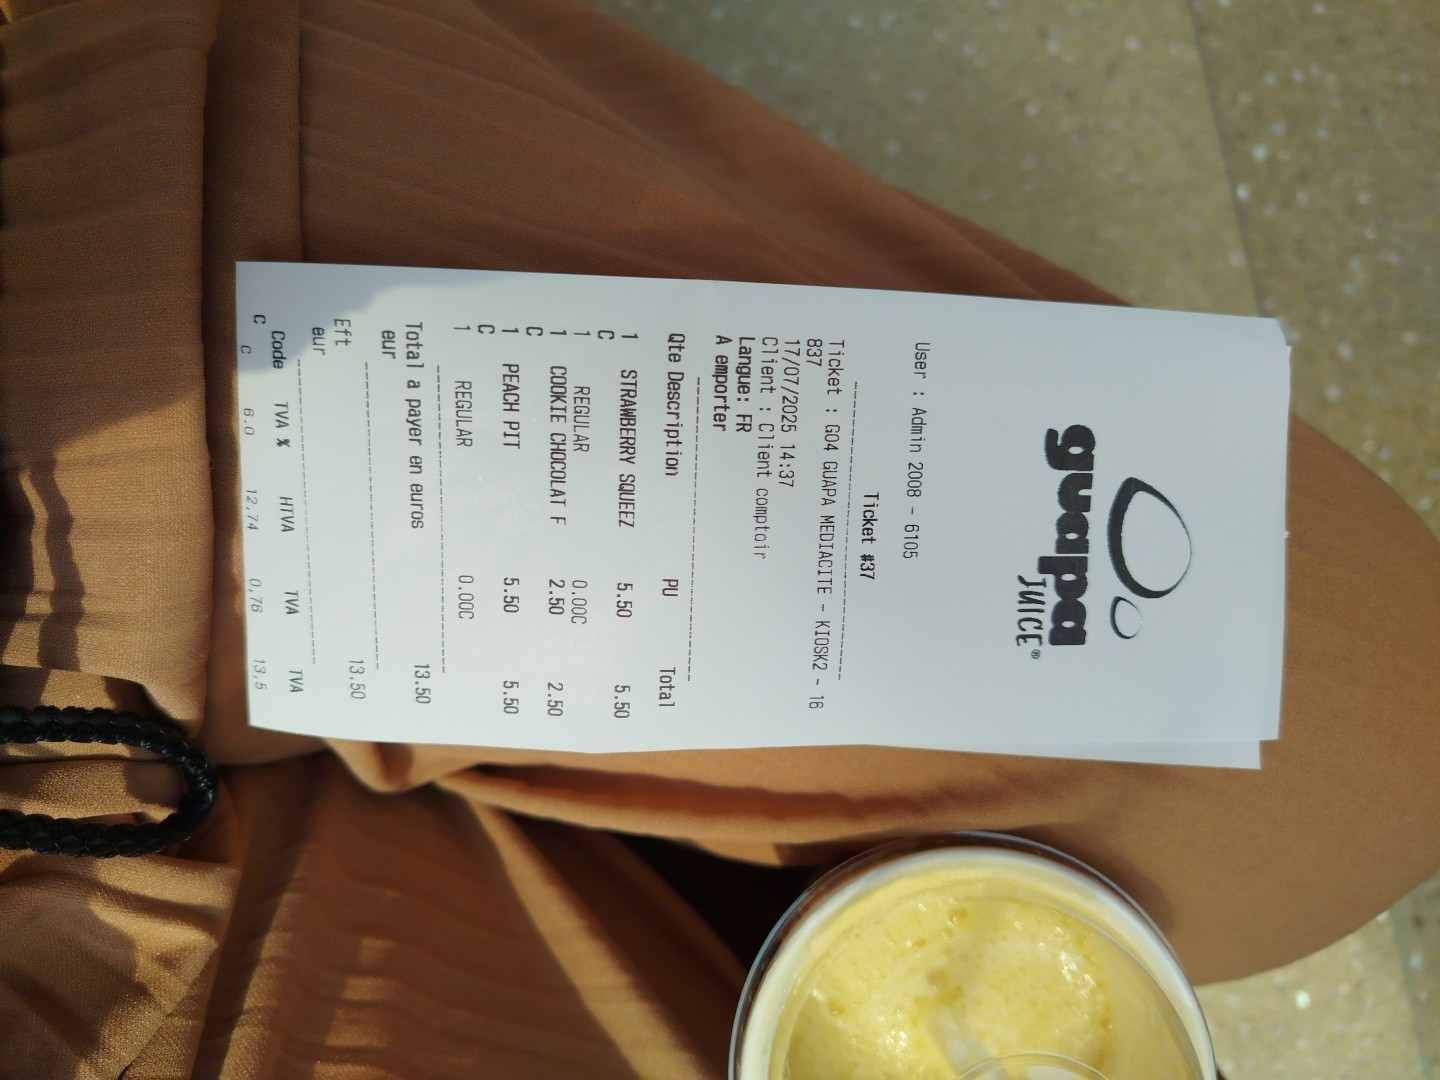 guapa
JUICE®
User : Admin 2008 - 6105
Ticket #37
Ticket : G04 GUAPA MEDIACITE - KIOSK2 - 16
837
17/07/2025 14:37
Client : Client comptoir
Langue: FR
A emporter
Qte Description PU Total
1 STRAWBERRY SQUEEZ 5.50 5.50
C
1 REGULAR 0.00C
1 COOKIE CHOCOLAT F 2.50 2.50
C
1 PEACH PIT 5.50 5.50
C
1 REGULAR 0.00C
Total a payer en euros 13.50
eur
Eft 13.50
eur
Code TVA % HTVA TVA TVA
C C 6,0 12,74 0,76 13,5